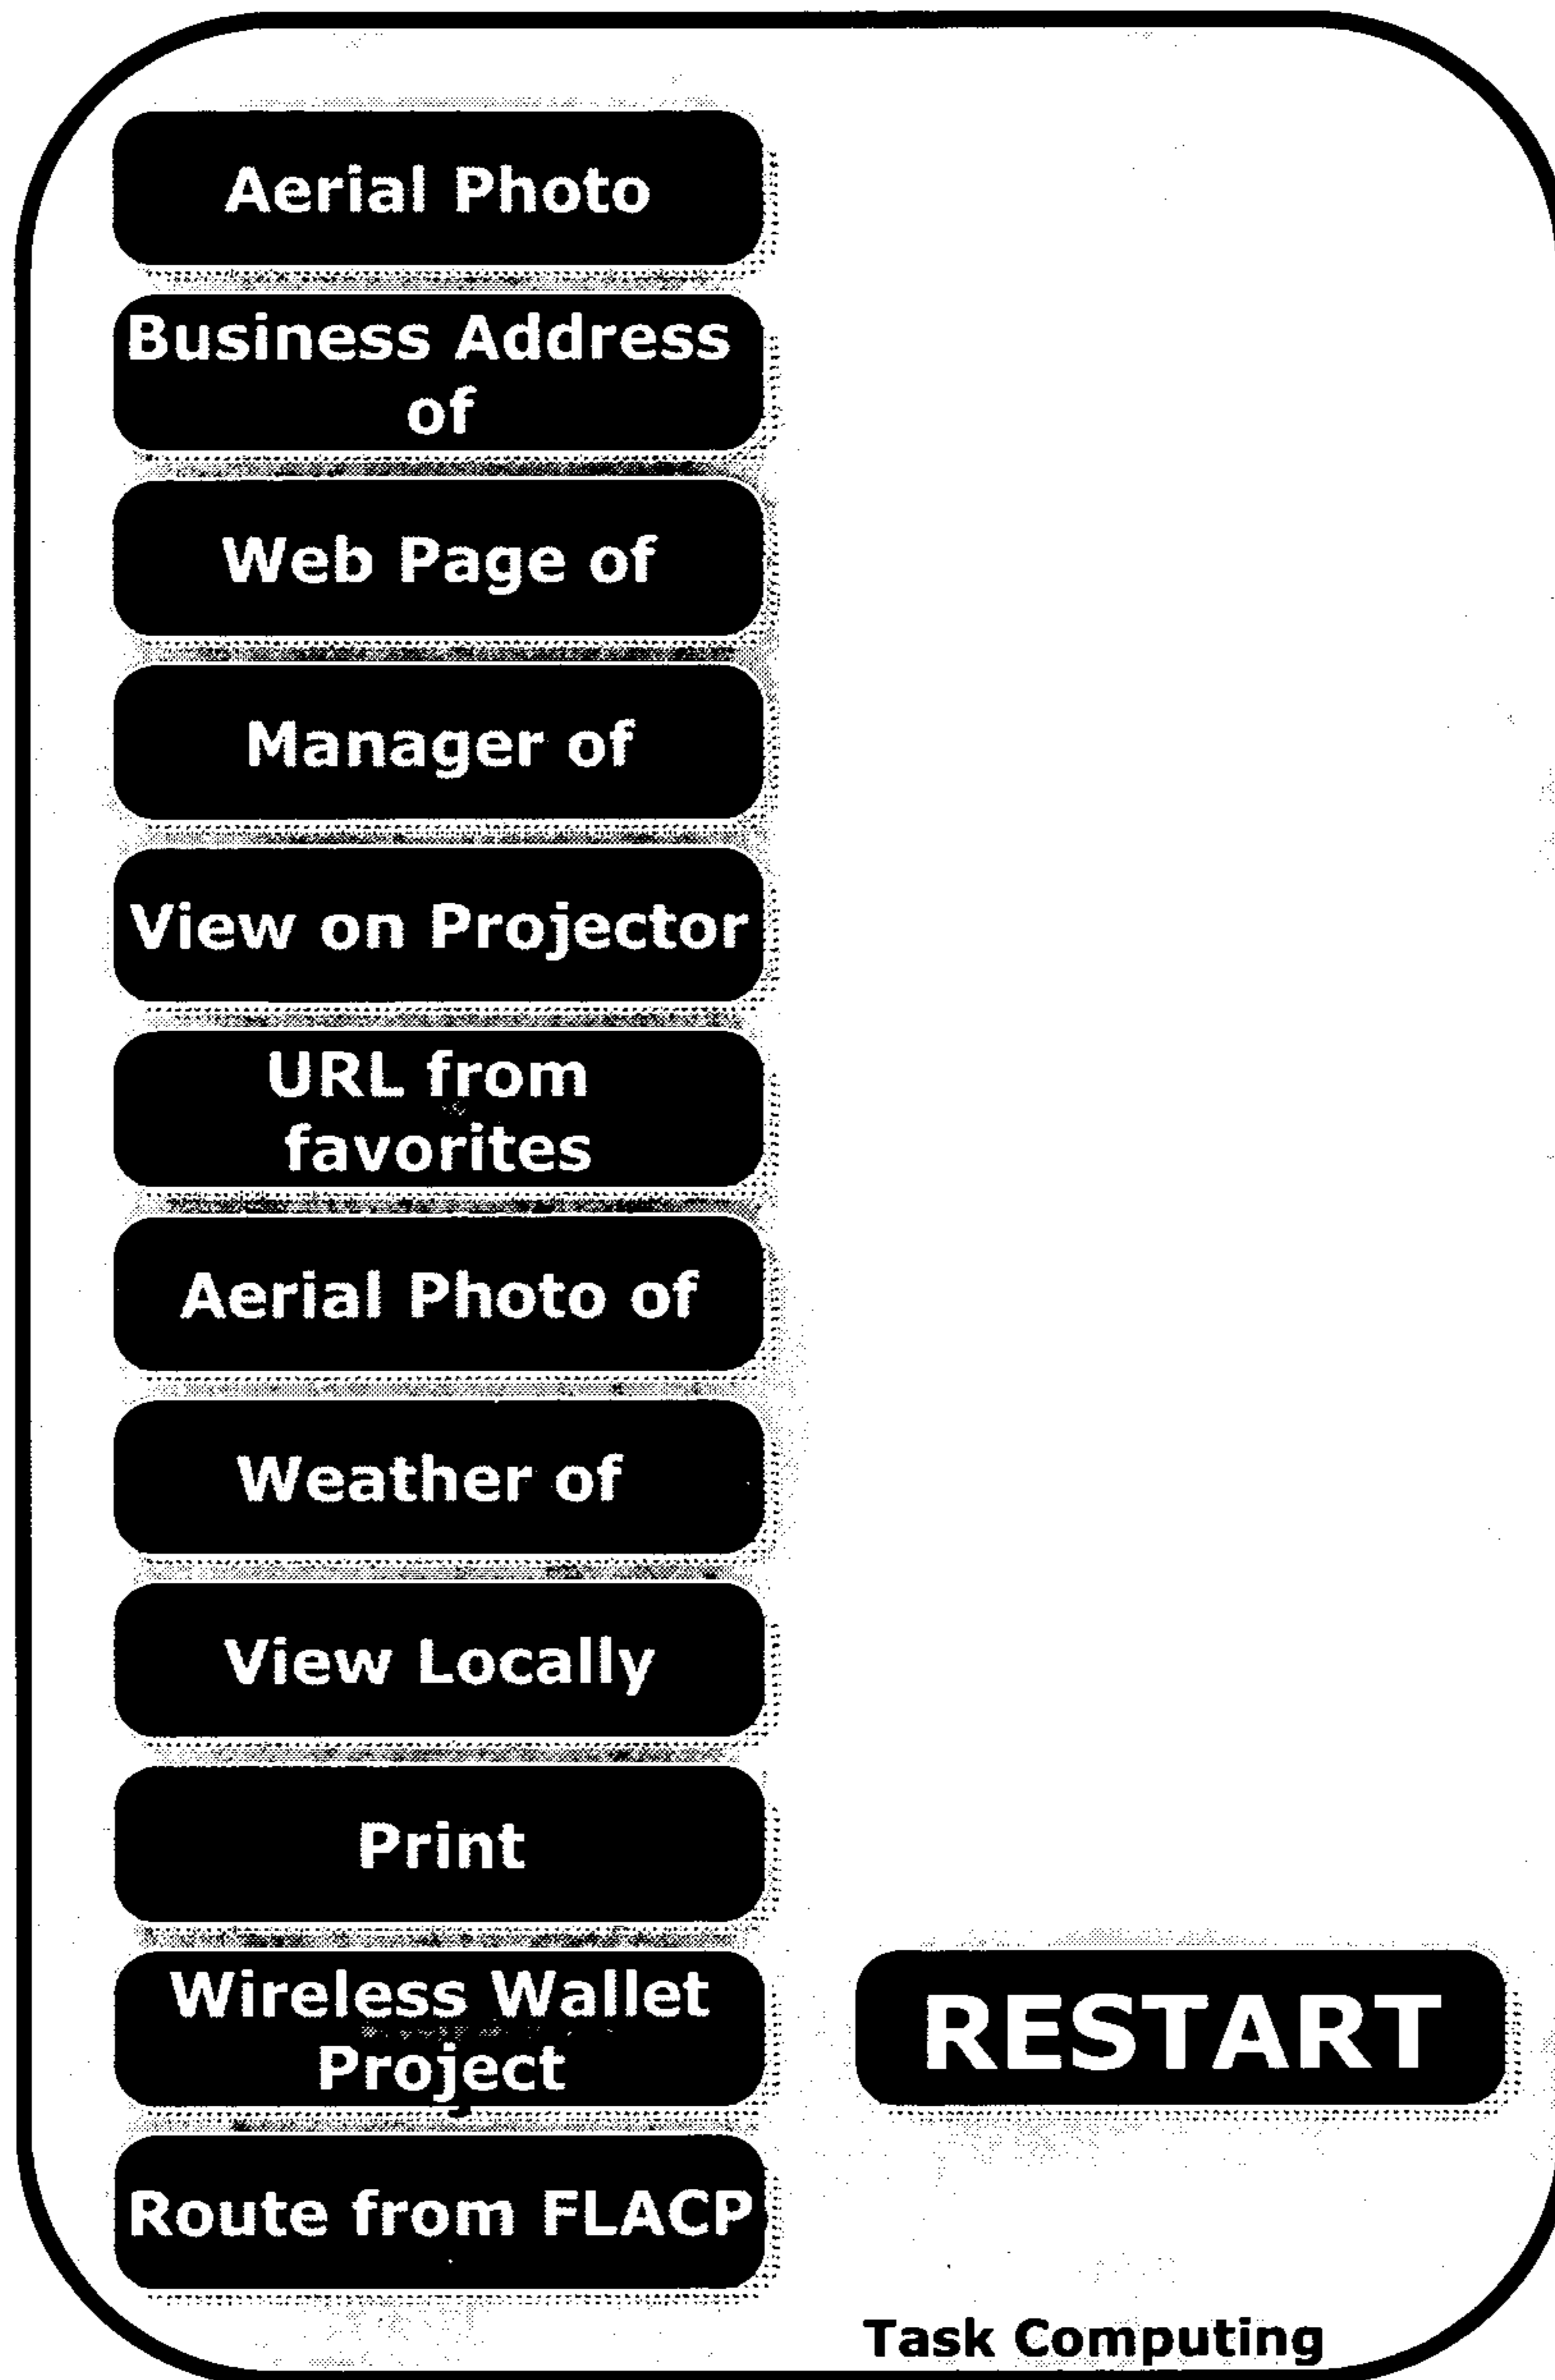 Aerial Photo
Business Address
of
Web Page of
Manager of
View on Projector
URL from
favorites
Aerial Photo of
Weather of
View Locally
Print
Wireless Wallet
Project
RESTART
Route from FLACP
Task Computing